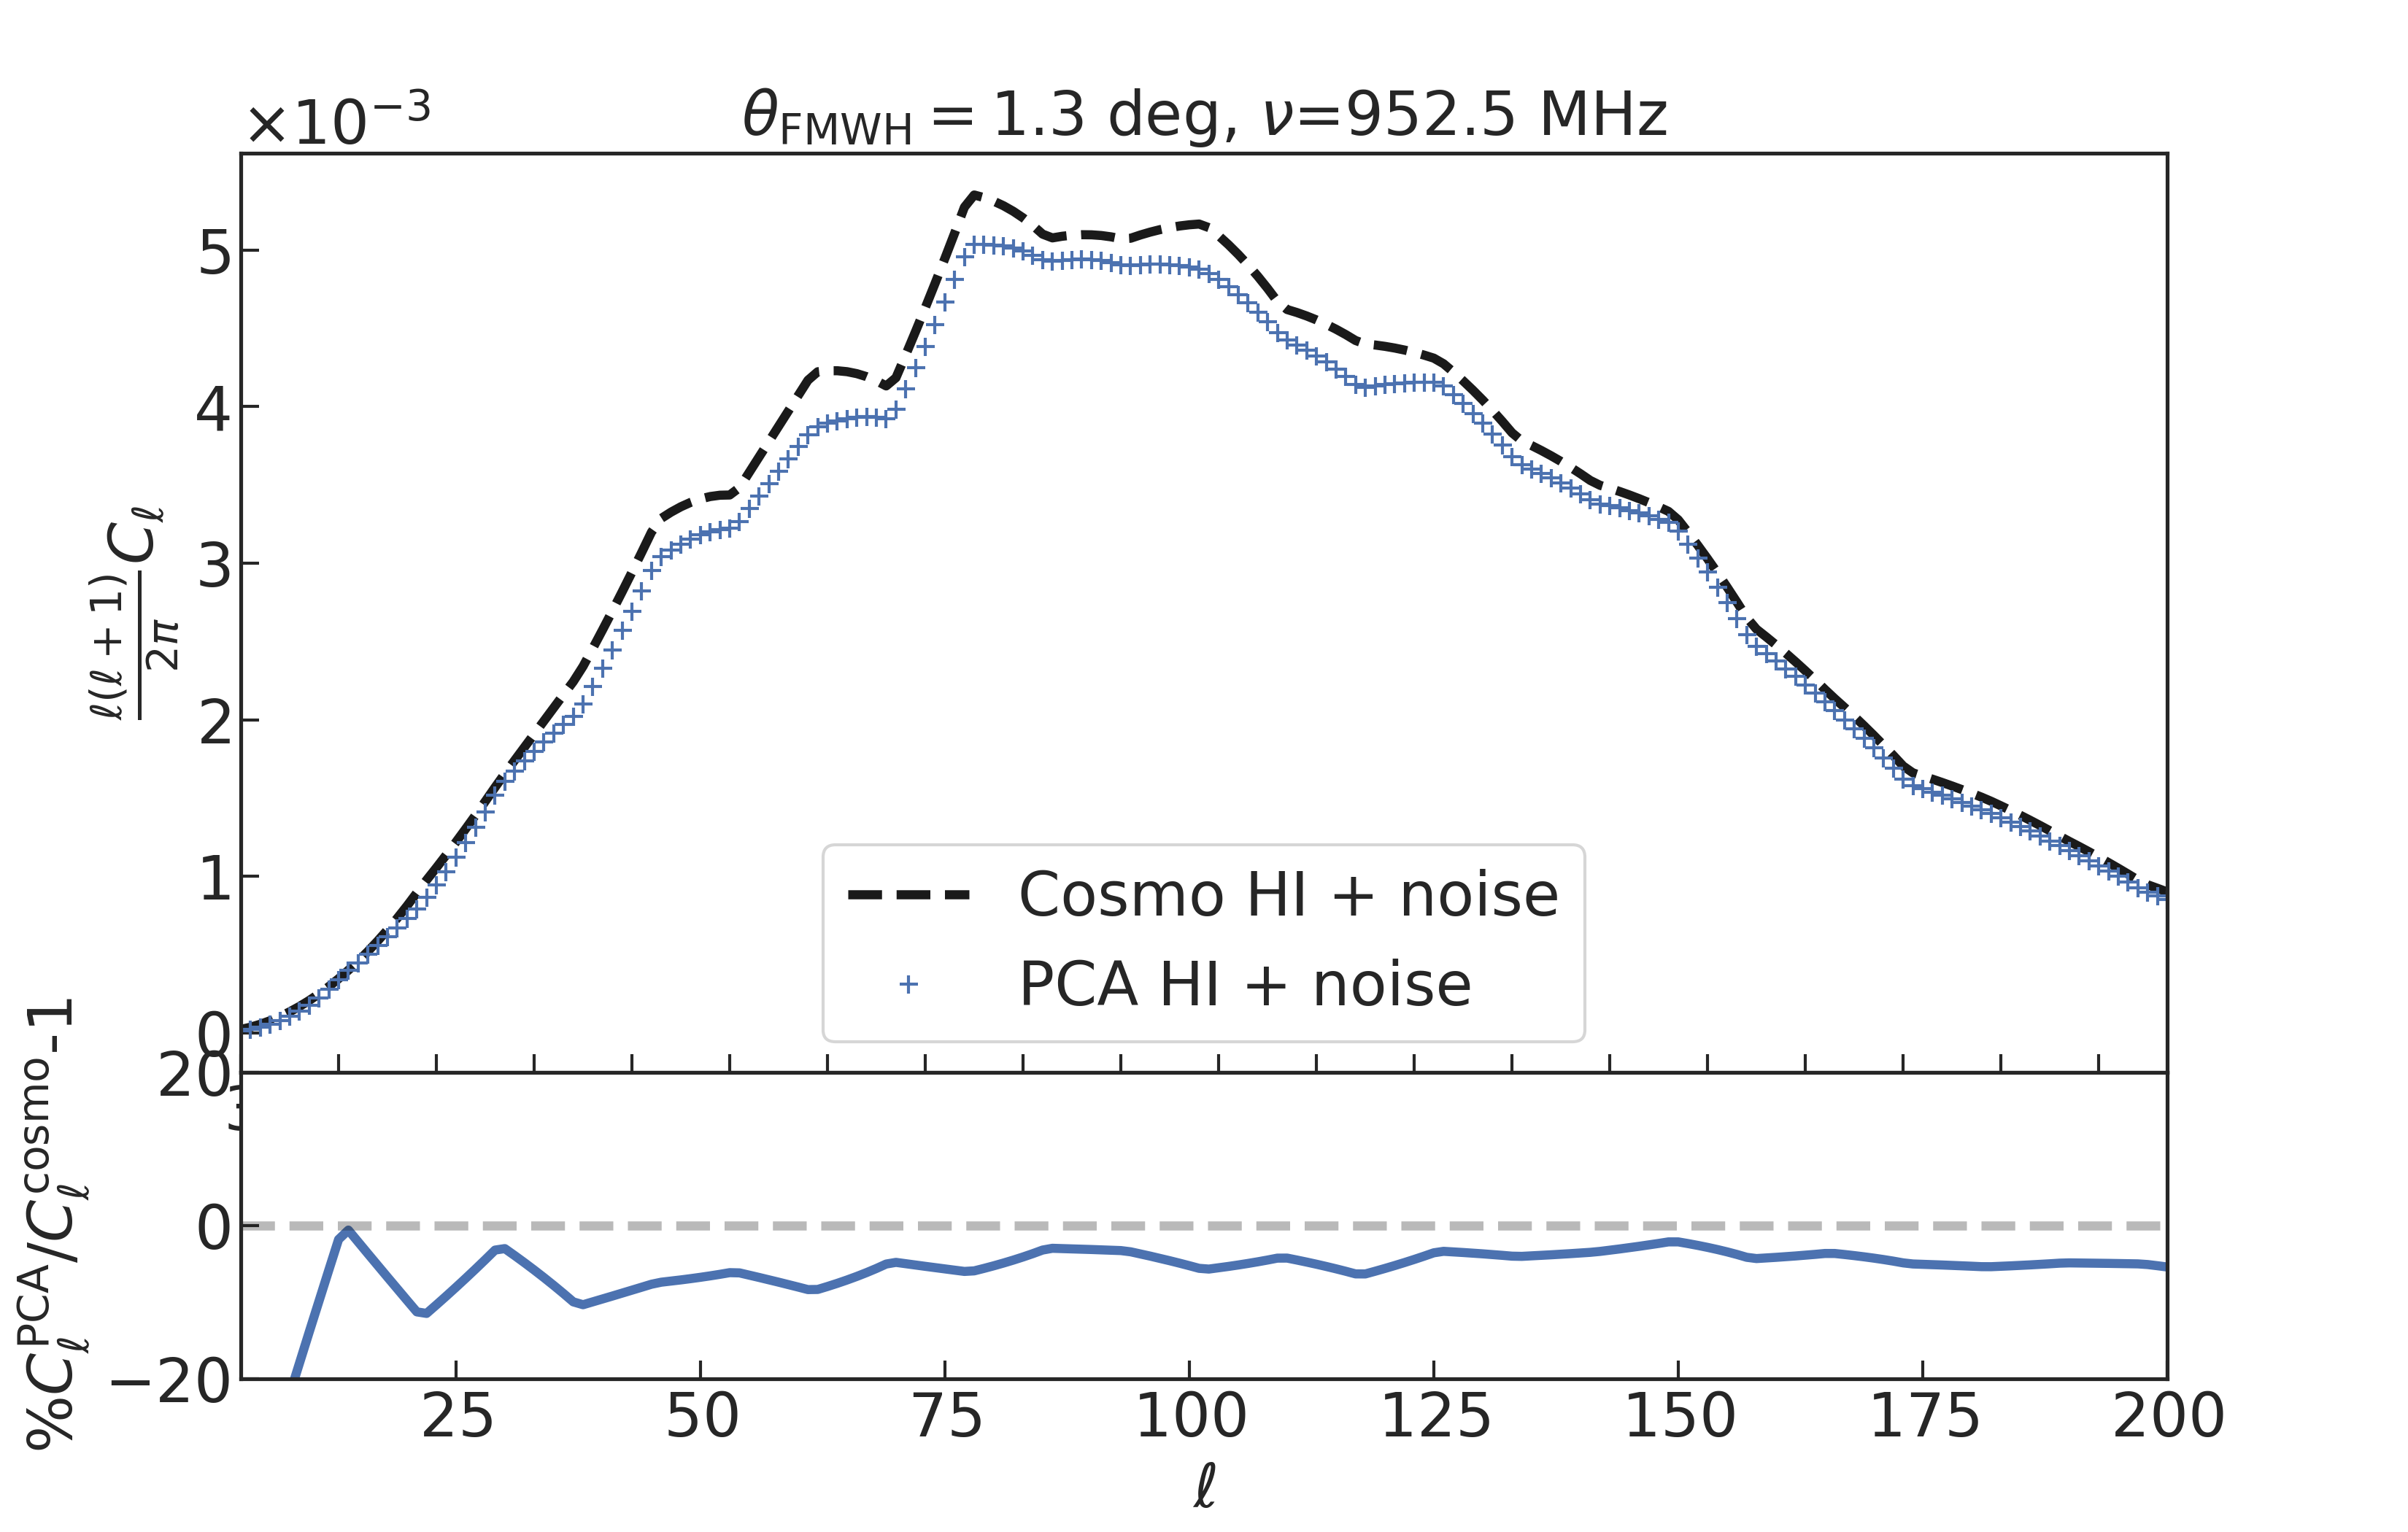 ×10⁻³
θ_FMWH = 1.3 deg, ν=952.5 MHz
ℓ(ℓ + 1)/2π C_ℓ
5
4
3
2
1
0
Cosmo HI + noise
PCA HI + noise
%C_ℓ^PCA/C_ℓ^cosmo-1
20
0
−20
25 50 75 100 125 150 175 200
ℓ